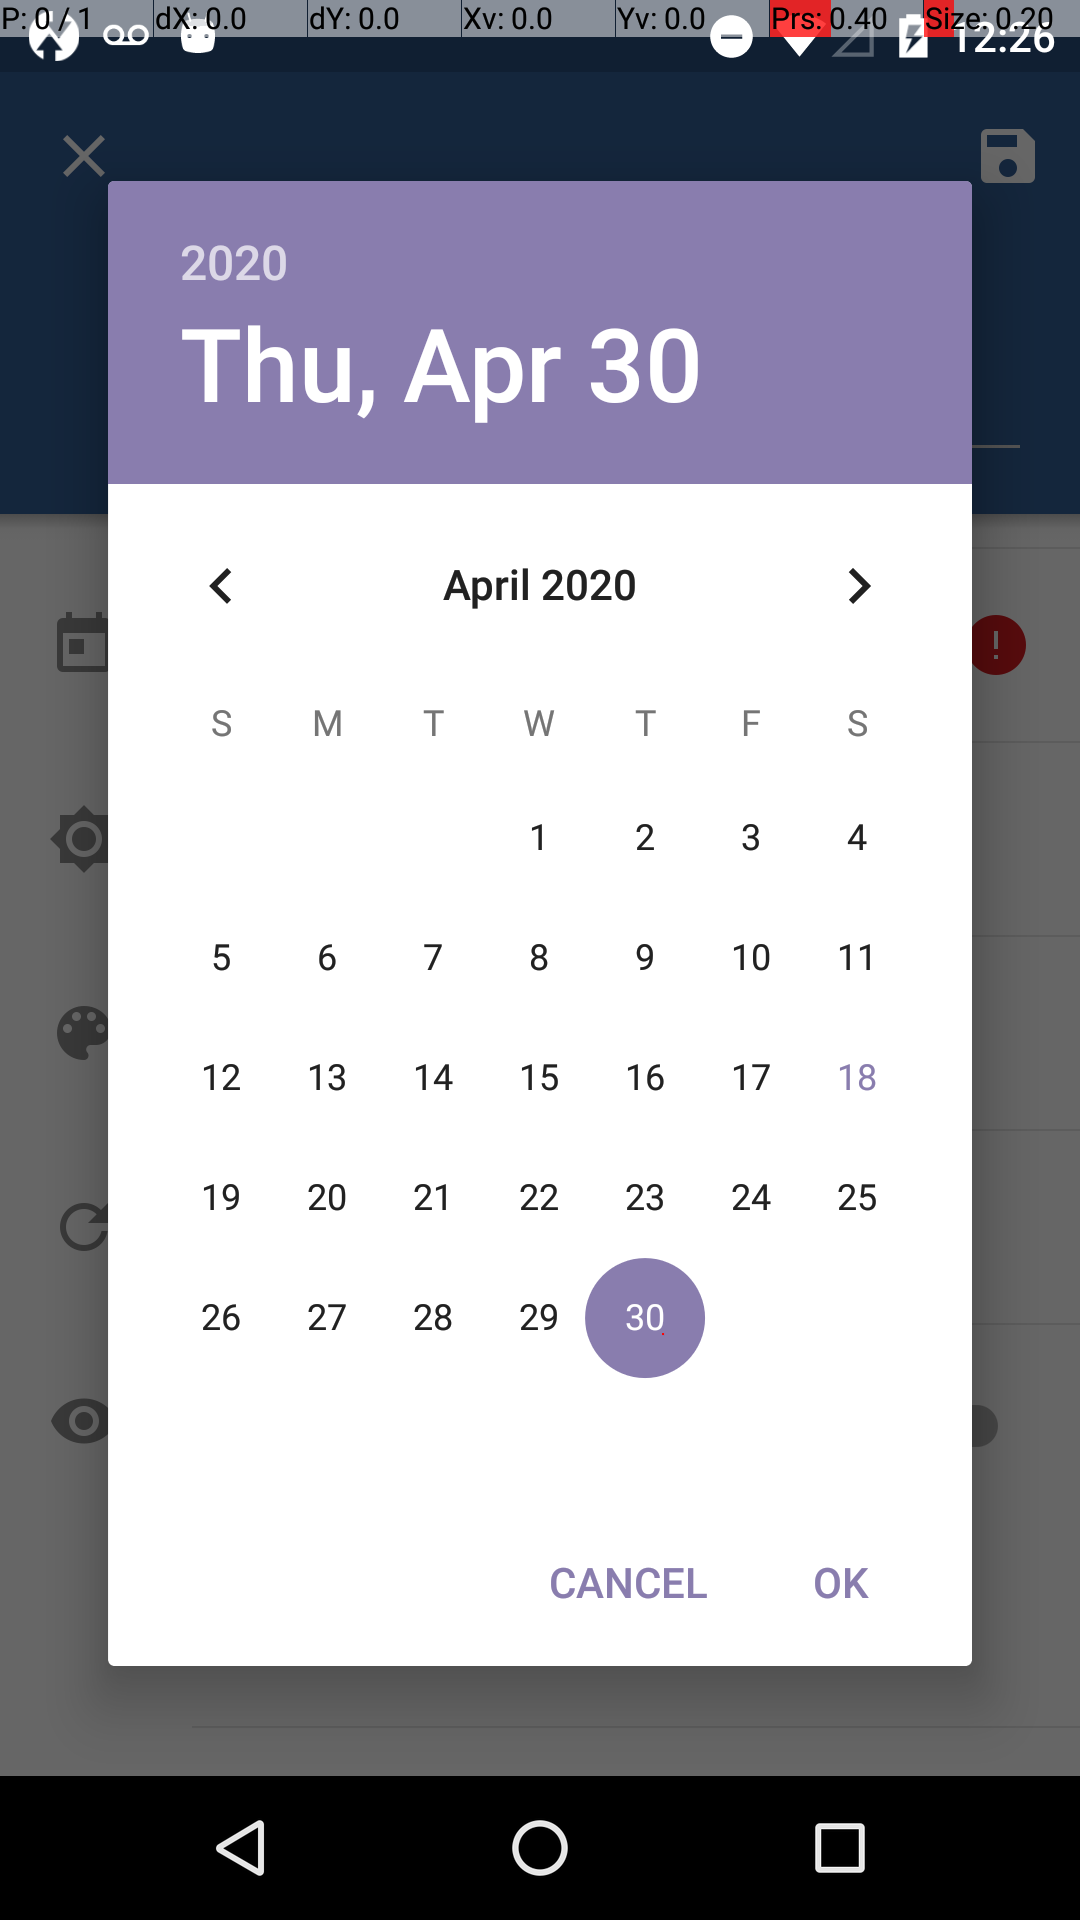 P: 0 / 1 dX: 0.0 dY: 0.0 Xv: 0.0 Yv: 0.0 Prs: 0.40 Size: 0.20
12:26
2020
Thu, Apr 30
April 2020
S M T W T F S
1 2 3 4
5 6 7 8 9 10 11
12 13 14 15 16 17 18
19 20 21 22 23 24 25
26 27 28 29 30
CANCEL OK